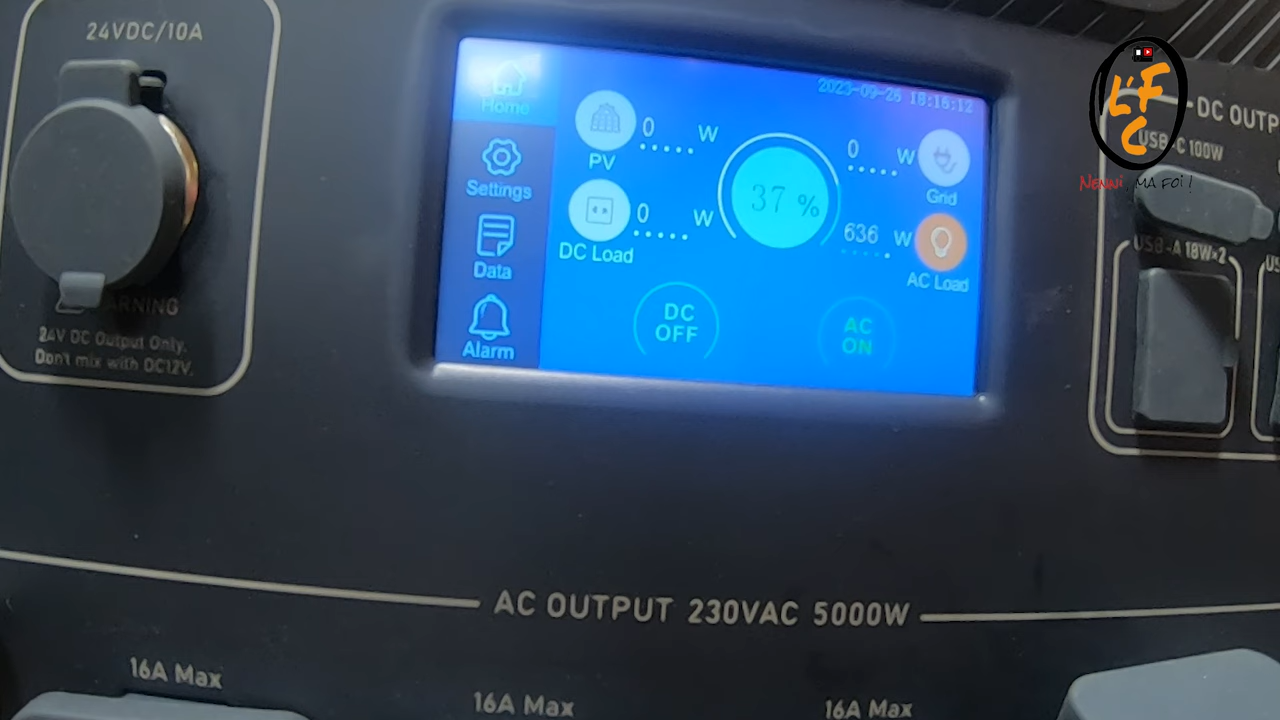 24VDC/10A
WARNING
24V DC Output Only.
Don't mix with DC12V.
Home
Settings
Data
Alarm
0 W
PV
0 W
DC Load
37 %
0 W
Grid
636 W
AC Load
DC
OFF
AC
ON
L'F
C
NENNI, MA FOI !
DC OUTP
USB-C 100W
USB-A 18W×2
AC OUTPUT 230VAC 5000W
16A Max
16A Max
16A Max